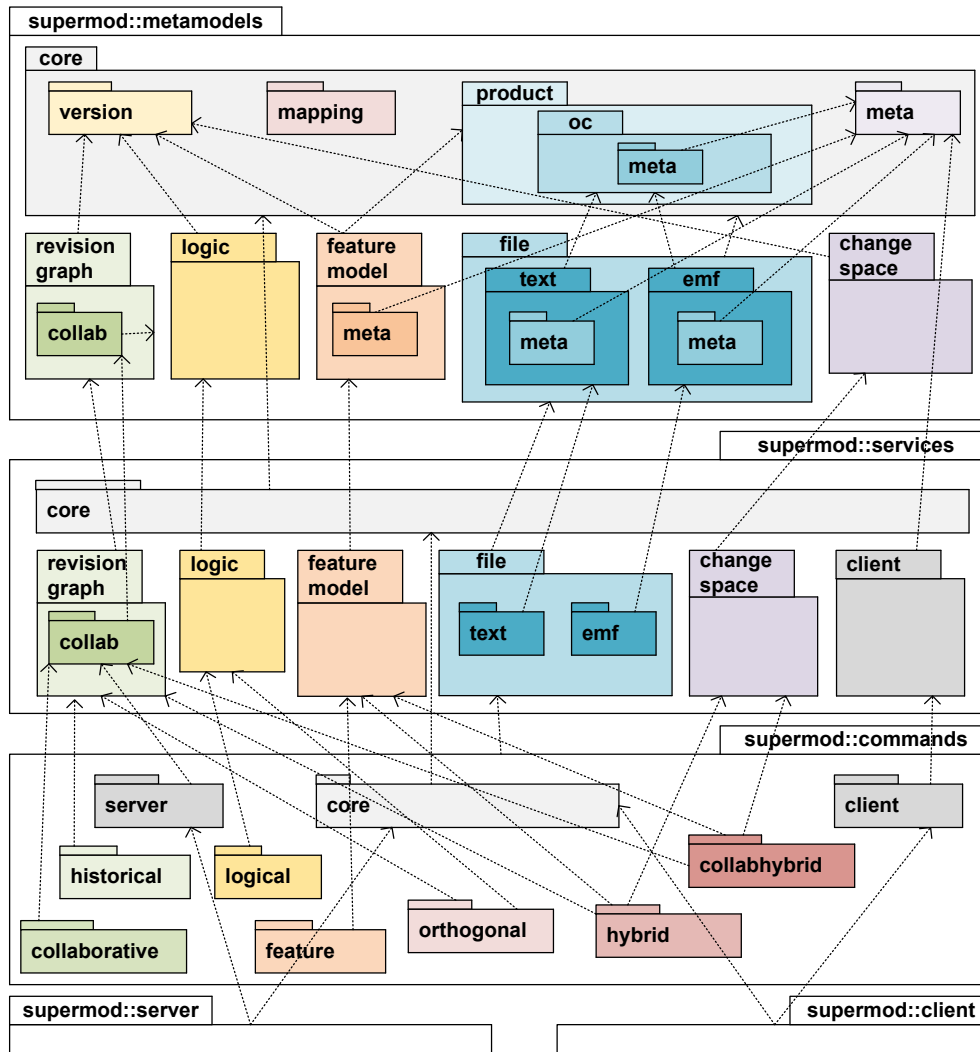 supermod::metamodels
core
version
mapping
product
meta
oc
meta
revision
graph
logic
feature
model
file
change
space
text
emf
collab
meta
meta
meta
supermod::services
core
revision
graph
logic
feature
model
file
change
space
client
collab
text
emf
supermod::commands
server
core
client
historical
logical
collabhybrid
collaborative
feature
orthogonal
hybrid
supermod::server
supermod::client